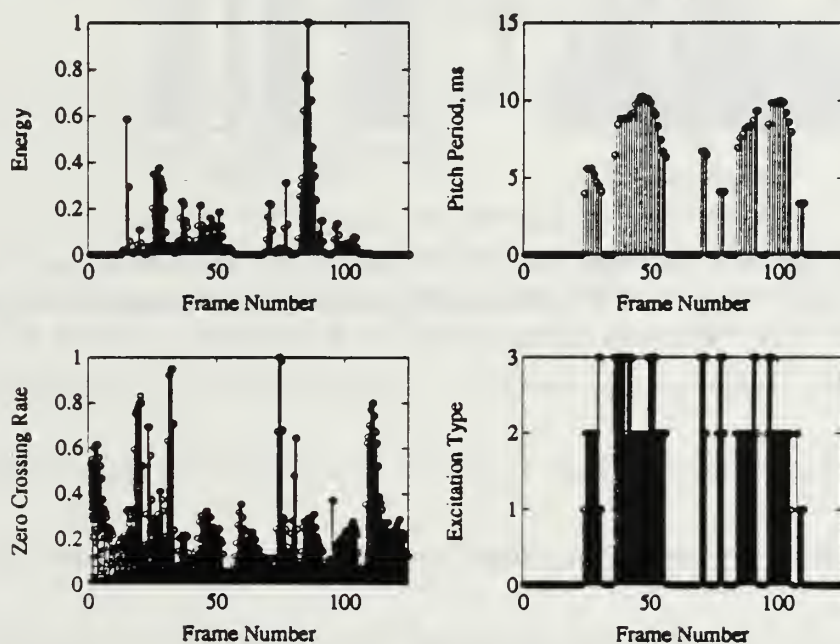 1
0.8
0.6
0.4
0.2
0
0 50 100
Energy
Frame Number
15
10
5
0
0 50 100
Pitch Period, ms
Frame Number
1
0.8
0.6
0.4
0.2
0
0 50 100
Zero Crossing Rate
Frame Number
3
2
1
0
0 50 100
Excitation Type
Frame Number